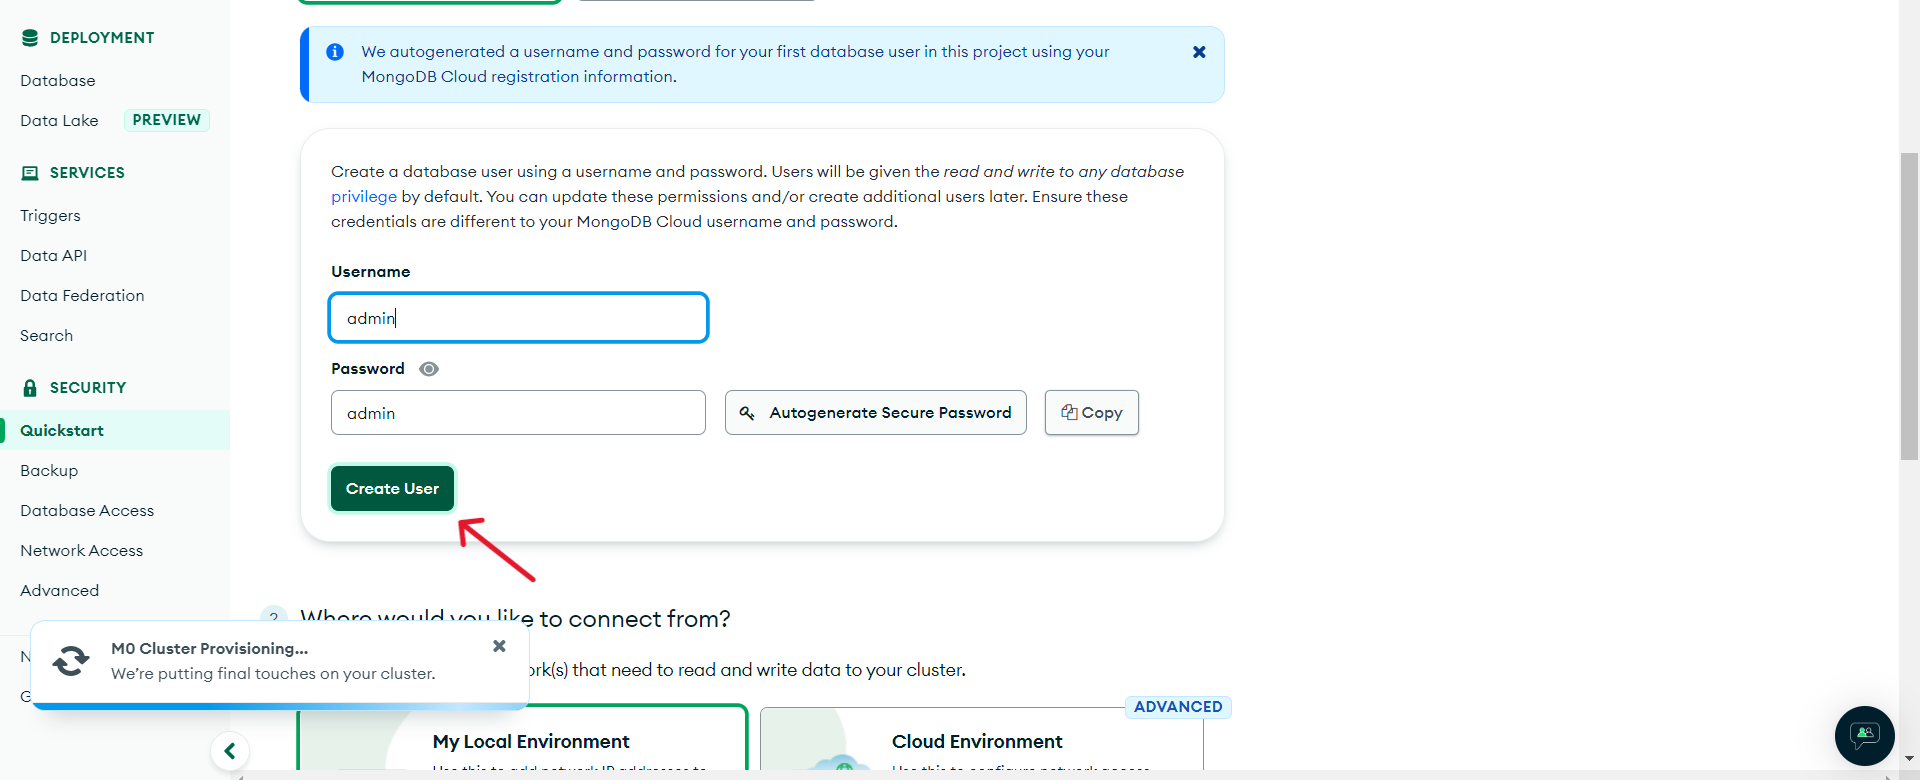 DEPLOYMENT
Database
Data Lake PREVIEW
SERVICES
Triggers
Data API
Data Federation
Search
SECURITY
Quickstart
Backup
Database Access
Network Access
Advanced
N
G
We autogenerated a username and password for your first database user in this project using your
MongoDB Cloud registration information.
Create a database user using a username and password. Users will be given the read and write to any database
privilege by default. You can update these permissions and/or create additional users later. Ensure these
credentials are different to your MongoDB Cloud username and password.
Username
admin
Password
admin
Autogenerate Secure Password
Copy
Create User
2 Where would you like to connect from?
ork(s) that need to read and write data to your cluster.
M0 Cluster Provisioning...
We're putting final touches on your cluster.
ADVANCED
My Local Environment
Cloud Environment